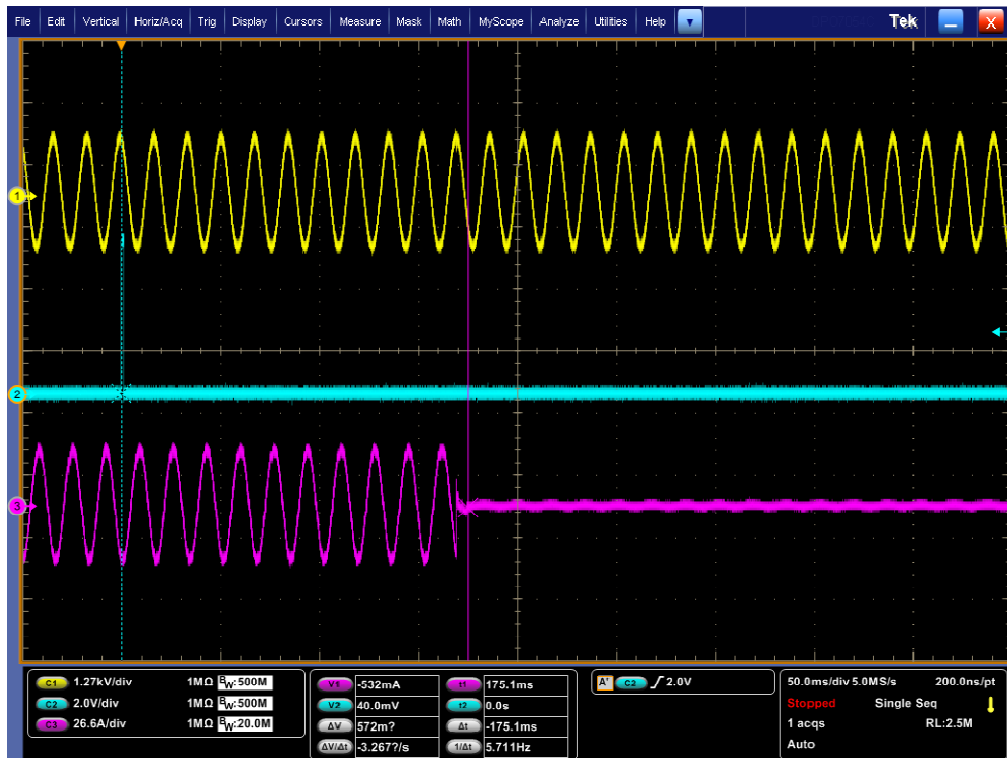 File Edit Vertical Horiz/Acq Trig Display Cursors Measure Mask Math MyScope Analyze Utilities Help Tek X
1
2
3
C1 1.27kV/div 1MΩ BW:500M
C2 2.0V/div 1MΩ BW:500M
C3 26.6A/div 1MΩ BW:20.0M
V1 -532mA t1 175.1ms
V2 40.0mV t2 0.0s
ΔV 572m? Δt -175.1ms
ΔV/Δt -3.267?/s 1/Δt 5.711Hz
A' C2 2.0V
50.0ms/div 5.0MS/s 200.0ns/pt
Stopped Single Seq
1 acqs RL:2.5M
Auto